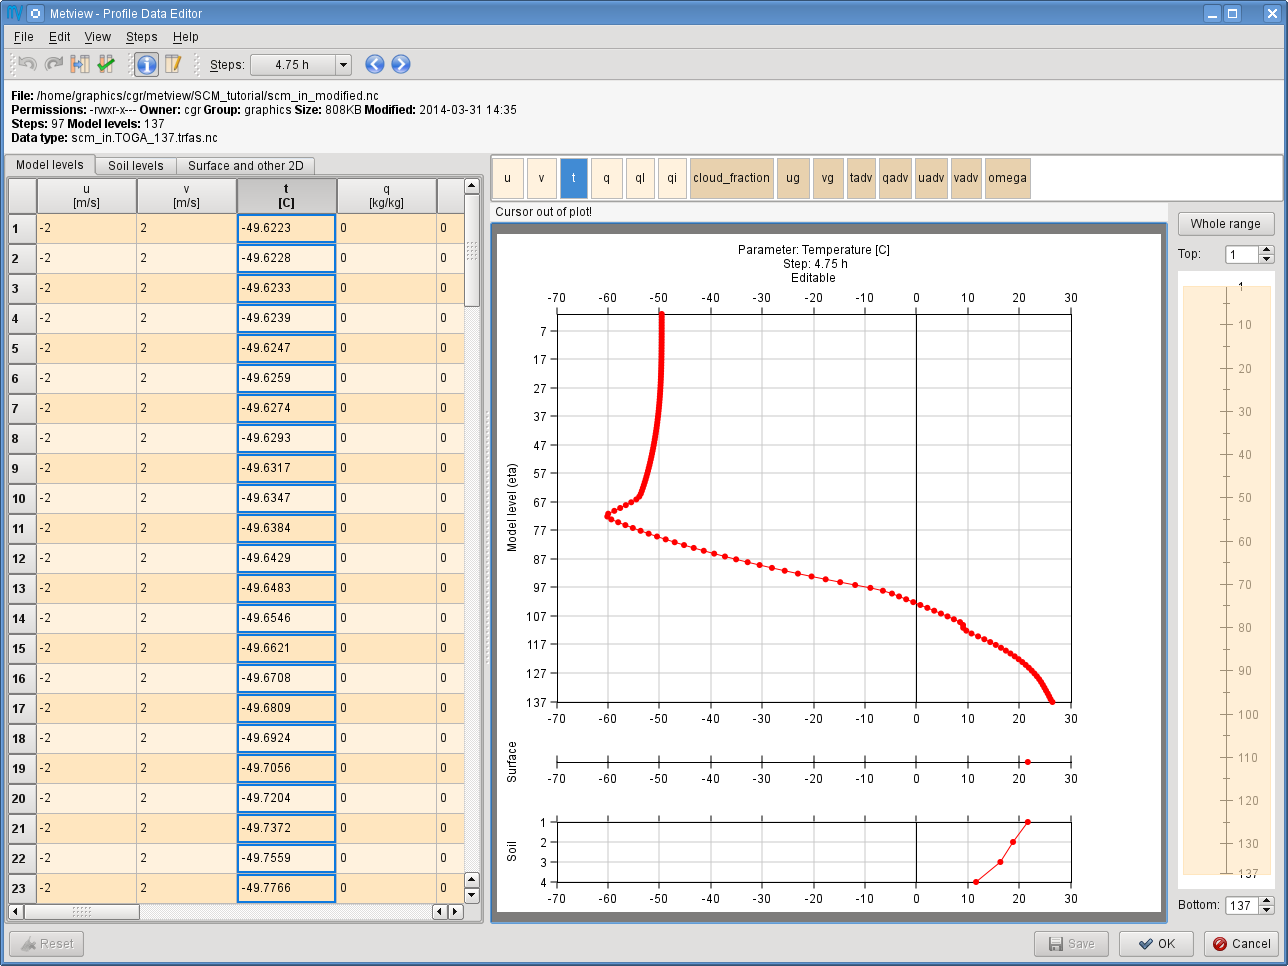 Metview - Profile Data Editor
File Edit View Steps Help
Steps: 4.75 h
File: /home/graphics/cgr/metview/SCM_tutorial/scm_in_modified.nc
Permissions: -rwxr-x--- Owner: cgr Group: graphics Size: 808KB Modified: 2014-03-31 14:35
Steps: 97 Model levels: 137
Data type: scm_in.TOGA_137.trfas.nc
Model levels Soil levels Surface and other 2D
u v t q
[m/s] [m/s] [C] [kg/kg]
1 -2 2 -49.6223 0 0
2 -2 2 -49.6228 0 0
3 -2 2 -49.6233 0 0
4 -2 2 -49.6239 0 0
5 -2 2 -49.6247 0 0
6 -2 2 -49.6259 0 0
7 -2 2 -49.6274 0 0
8 -2 2 -49.6293 0 0
9 -2 2 -49.6317 0 0
10 -2 2 -49.6347 0 0
11 -2 2 -49.6384 0 0
12 -2 2 -49.6429 0 0
13 -2 2 -49.6483 0 0
14 -2 2 -49.6546 0 0
15 -2 2 -49.6621 0 0
16 -2 2 -49.6708 0 0
17 -2 2 -49.6809 0 0
18 -2 2 -49.6924 0 0
19 -2 2 -49.7056 0 0
20 -2 2 -49.7204 0 0
21 -2 2 -49.7372 0 0
22 -2 2 -49.7559 0 0
23 -2 2 -49.7766 0 0
u v t q ql qi cloud_fraction ug vg tadv qadv uadv vadv omega
Cursor out of plot!
Parameter: Temperature [C]
Step: 4.75 h
Editable
-70 -60 -50 -40 -30 -20 -10 0 10 20 30
Model level (eta)
7
17
27
37
47
57
67
77
87
97
107
117
127
137
-70 -60 -50 -40 -30 -20 -10 0 10 20 30
Surface
-70 -60 -50 -40 -30 -20 -10 0 10 20 30
Soil
1
2
3
4
-70 -60 -50 -40 -30 -20 -10 0 10 20 30
Whole range
Top: 1
1
10
20
30
40
50
60
70
80
90
100
110
120
130
137
Bottom: 137
Reset Save OK Cancel